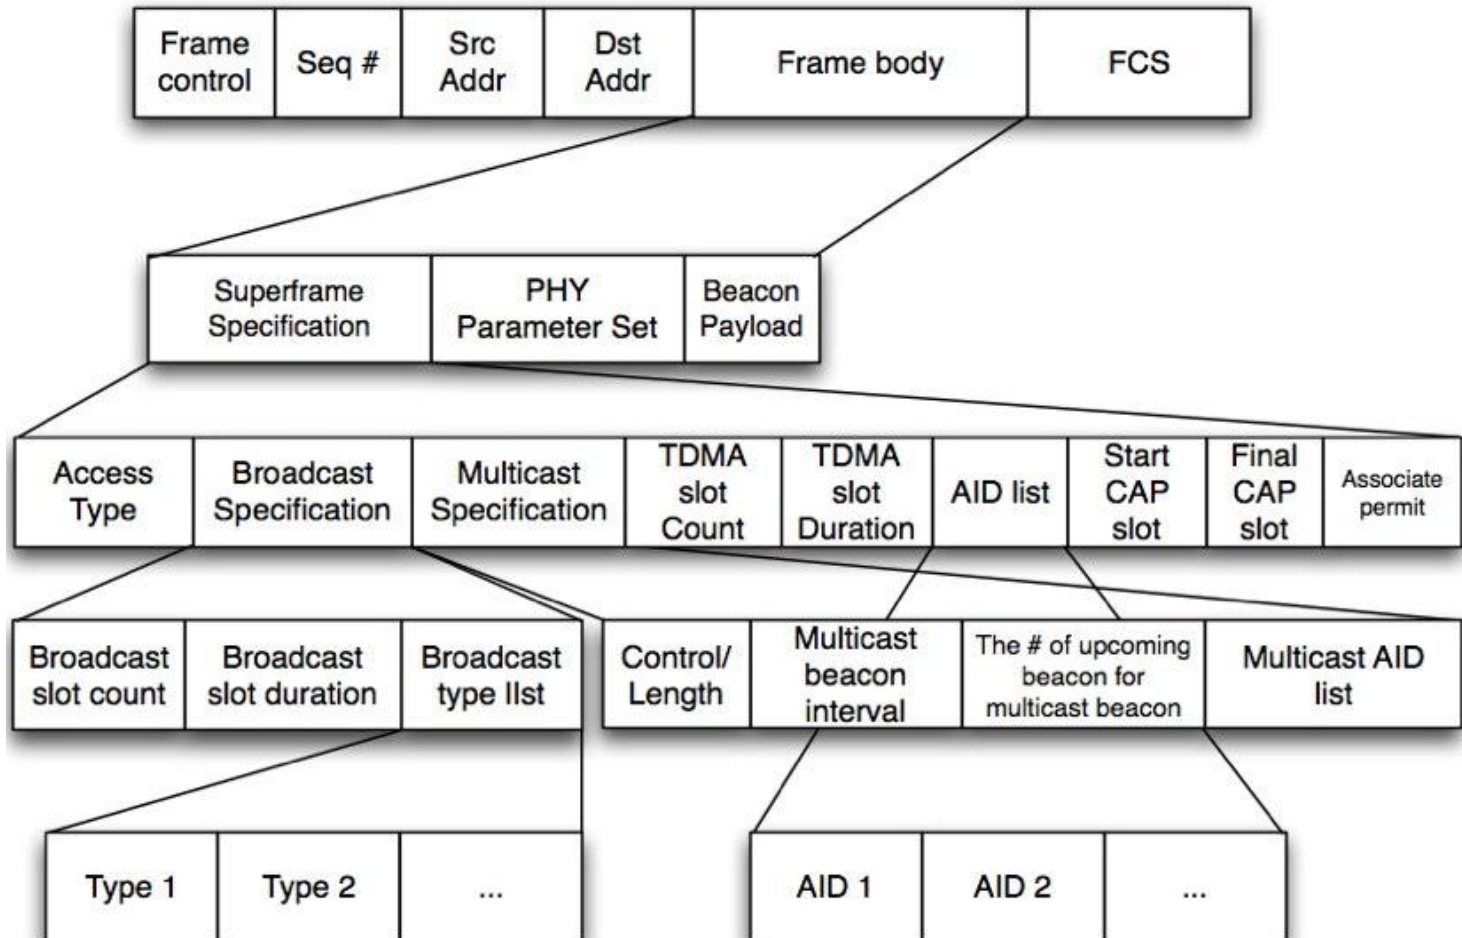 Frame
control
Seq #
Src
Addr
Dst
Addr
Frame body
FCS
Superframe
Specification
PHY
Parameter Set
Beacon
Payload
Access
Type
Broadcast
Specification
Multicast
Specification
TDMA
slot
Count
TDMA
slot
Duration
AID list
Start
CAP
slot
Final
CAP
slot
Associate
permit
Broadcast
slot count
Broadcast
slot duration
Broadcast
type lIst
Control/
Length
Multicast
beacon
interval
The # of upcoming
beacon for
multicast beacon
Multicast AID
list
Type 1
Type 2
...
AID 1
AID 2
...